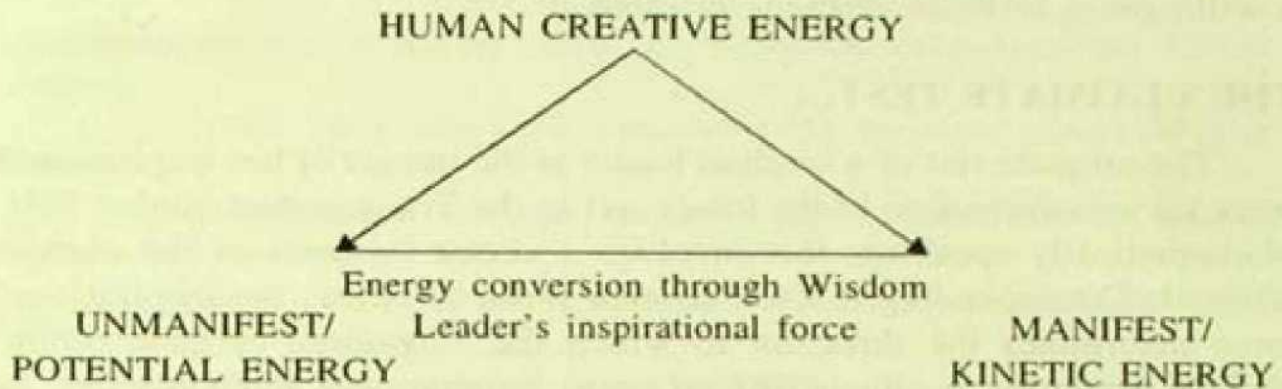 HUMAN CREATIVE ENERGY
Energy conversion through Wisdom
Leader's inspirational force
UNMANIFEST/
POTENTIAL ENERGY
MANIFEST/
KINETIC ENERGY